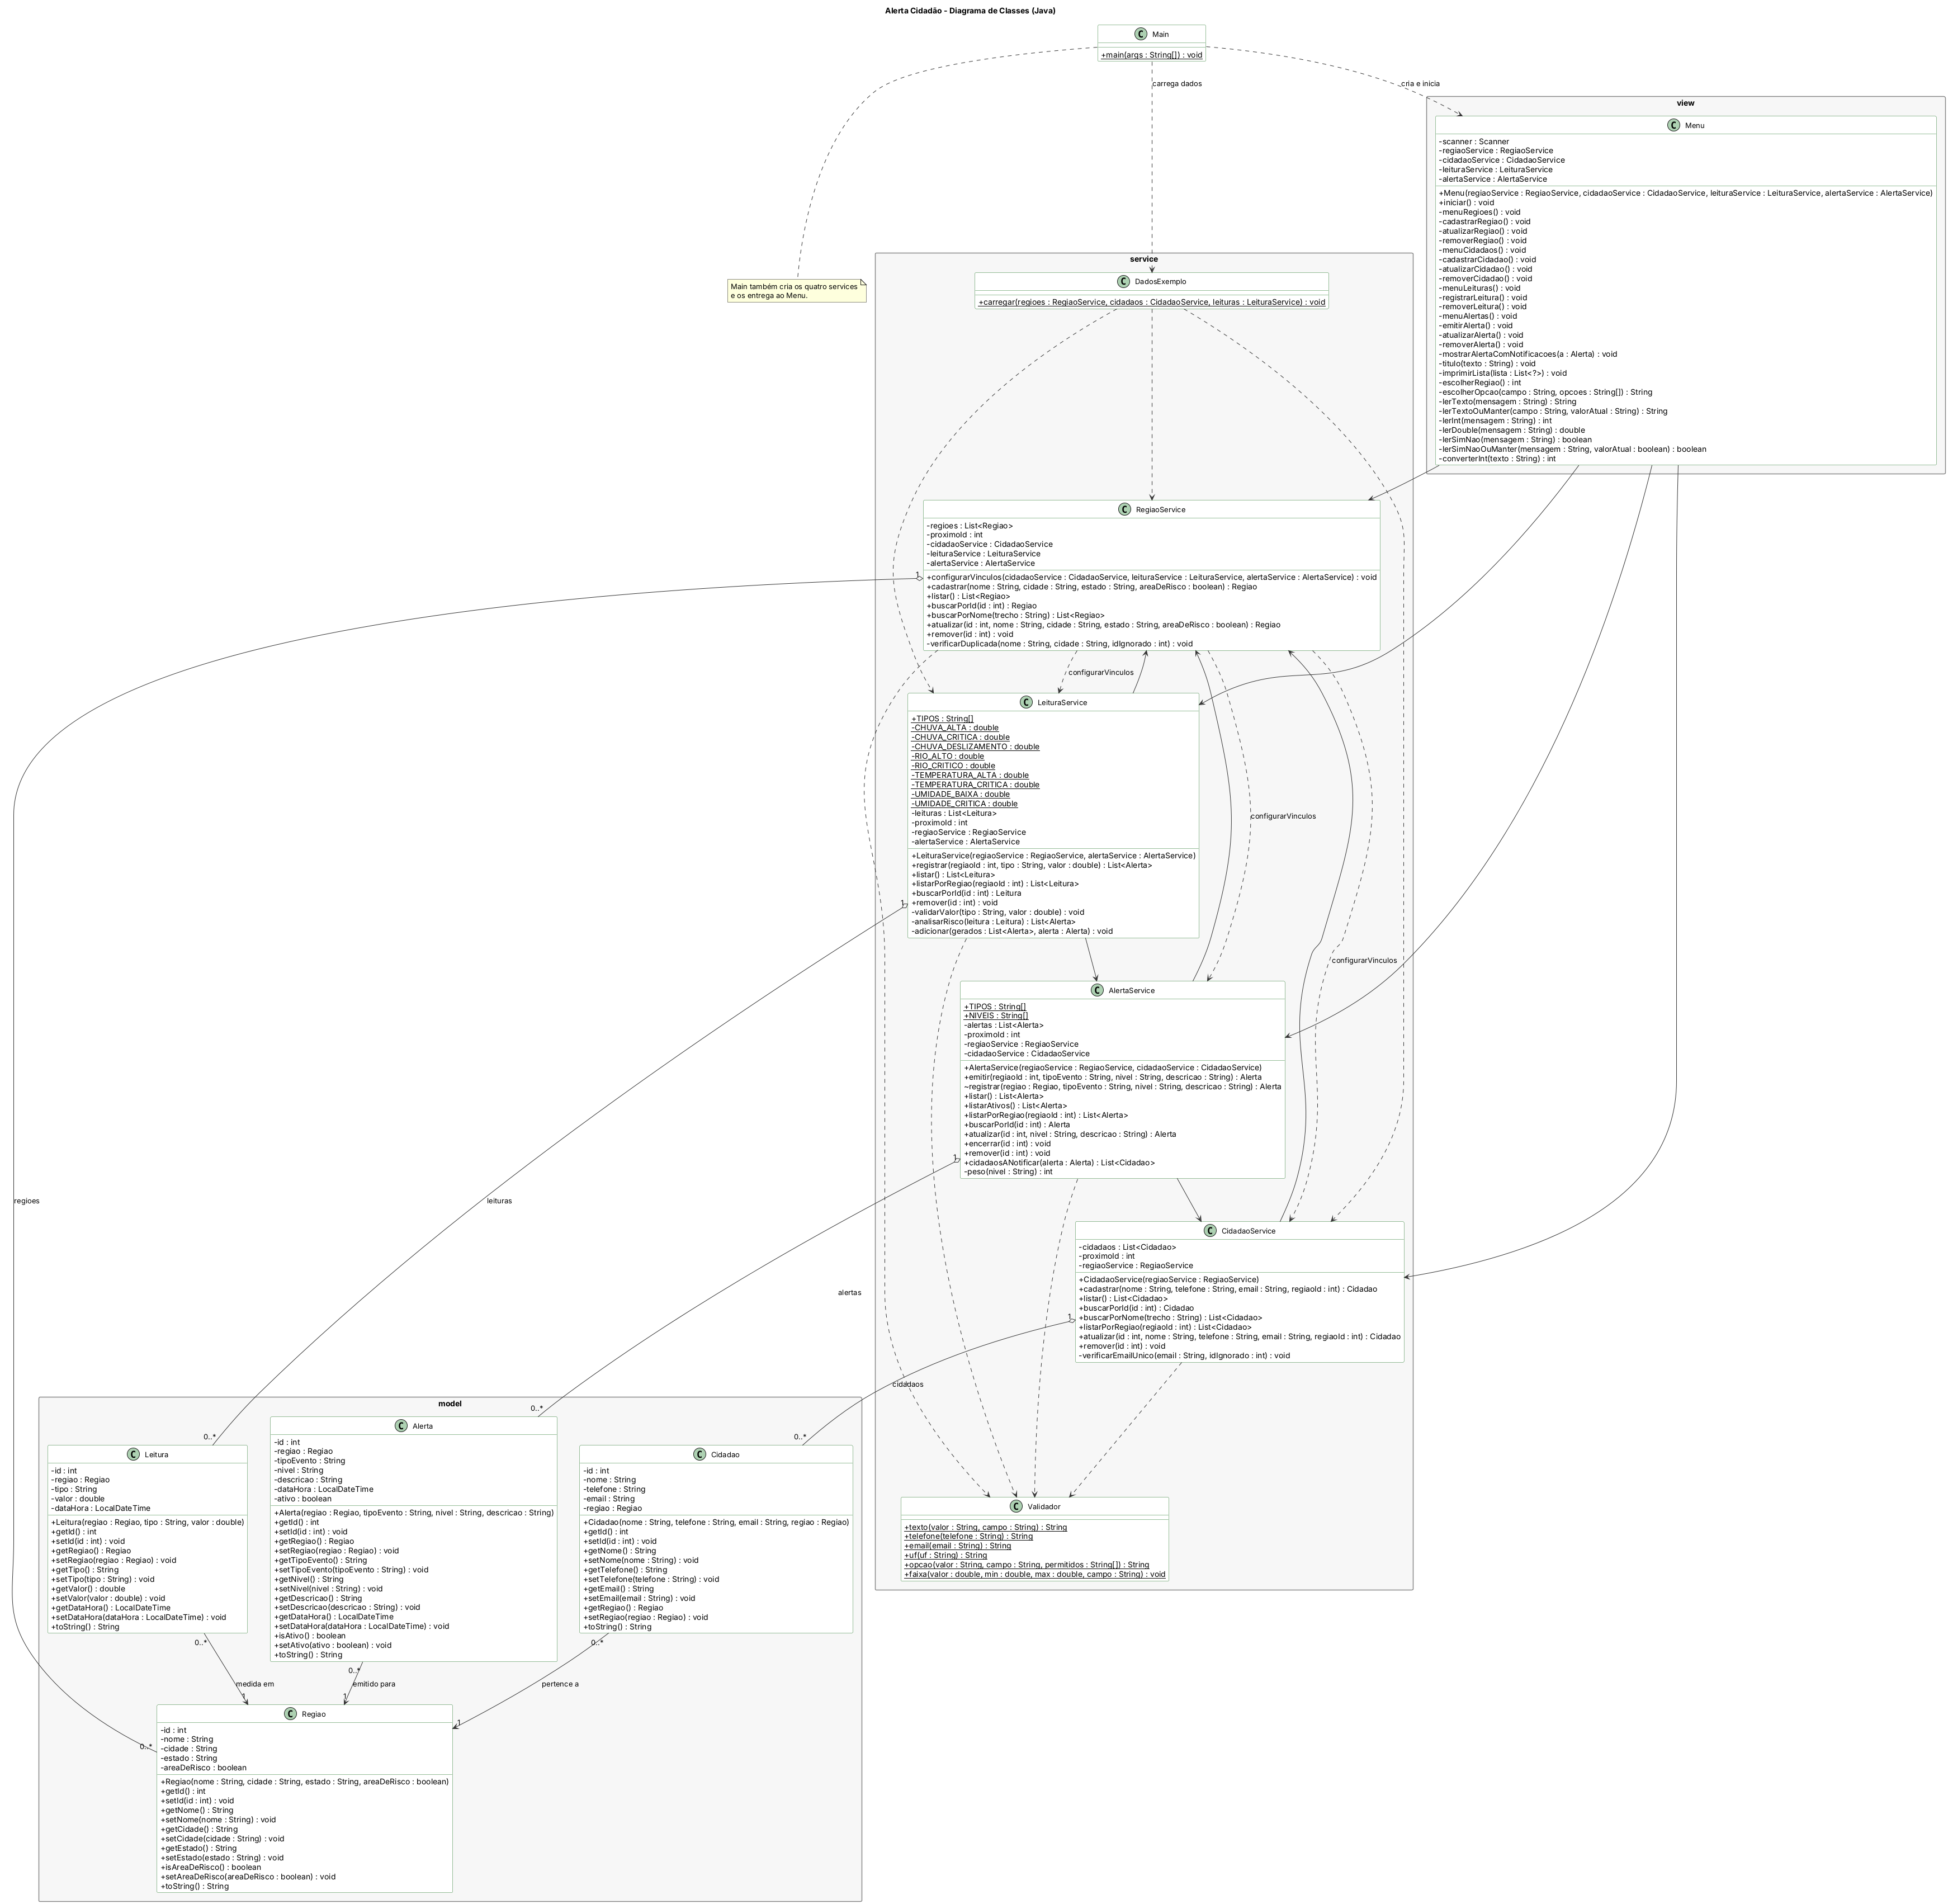 Alerta Cidadão - Diagrama de Classes (Java)
C Main
+main(args : String[]) : void
carrega dados
cria e inicia
view
C Menu
-scanner : Scanner
-regiaoService : RegiaoService
-cidadaoService : CidadaoService
-leituraService : LeituraService
-alertaService : AlertaService
+Menu(regiaoService : RegiaoService, cidadaoService : CidadaoService, leituraService : LeituraService, alertaService : AlertaService)
+iniciar() : void
-menuRegioes() : void
-cadastrarRegiao() : void
-atualizarRegiao() : void
-removerRegiao() : void
-menuCidadaos() : void
-cadastrarCidadao() : void
-atualizarCidadao() : void
-removerCidadao() : void
-menuLeituras() : void
-registrarLeitura() : void
-removerLeitura() : void
-menuAlertas() : void
-emitirAlerta() : void
-atualizarAlerta() : void
-removerAlerta() : void
-mostrarAlertaComNotificacoes(a : Alerta) : void
-titulo(texto : String) : void
-imprimirLista(lista : List<?>) : void
-escolherRegiao() : int
-escolherOpcao(campo : String, opcoes : String[]) : String
-lerTexto(mensagem : String) : String
-lerTextoOuManter(campo : String, valorAtual : String) : String
-lerInt(mensagem : String) : int
-lerDouble(mensagem : String) : double
-lerSimNao(mensagem : String) : boolean
-lerSimNaoOuManter(mensagem : String, valorAtual : boolean) : boolean
-converterInt(texto : String) : int
Main também cria os quatro services
e os entrega ao Menu.
service
C DadosExemplo
+carregar(regioes : RegiaoService, cidadaos : CidadaoService, leituras : LeituraService) : void
C RegiaoService
-regioes : List<Regiao>
-proximoId : int
-cidadaoService : CidadaoService
-leituraService : LeituraService
-alertaService : AlertaService
+configurarVinculos(cidadaoService : CidadaoService, leituraService : LeituraService, alertaService : AlertaService) : void
+cadastrar(nome : String, cidade : String, estado : String, areaDeRisco : boolean) : Regiao
+listar() : List<Regiao>
+buscarPorId(id : int) : Regiao
+buscarPorNome(trecho : String) : List<Regiao>
+atualizar(id : int, nome : String, cidade : String, estado : String, areaDeRisco : boolean) : Regiao
+remover(id : int) : void
-verificarDuplicada(nome : String, cidade : String, idIgnorado : int) : void
1
configurarVinculos
C LeituraService
+TIPOS : String[]
-CHUVA_ALTA : double
-CHUVA_CRITICA : double
-CHUVA_DESLIZAMENTO : double
-RIO_ALTO : double
-RIO_CRITICO : double
-TEMPERATURA_ALTA : double
-TEMPERATURA_CRITICA : double
-UMIDADE_BAIXA : double
-UMIDADE_CRITICA : double
-leituras : List<Leitura>
-proximoId : int
-regiaoService : RegiaoService
-alertaService : AlertaService
+LeituraService(regiaoService : RegiaoService, alertaService : AlertaService)
+registrar(regiaoId : int, tipo : String, valor : double) : List<Alerta>
+listar() : List<Leitura>
+listarPorRegiao(regiaoId : int) : List<Leitura>
+buscarPorId(id : int) : Leitura
+remover(id : int) : void
-validarValor(tipo : String, valor : double) : void
-analisarRisco(leitura : Leitura) : List<Alerta>
-adicionar(gerados : List<Alerta>, alerta : Alerta) : void
1
configurarVinculos
configurarVinculos
C AlertaService
+TIPOS : String[]
+NIVEIS : String[]
-alertas : List<Alerta>
-proximoId : int
-regiaoService : RegiaoService
-cidadaoService : CidadaoService
+AlertaService(regiaoService : RegiaoService, cidadaoService : CidadaoService)
+emitir(regiaoId : int, tipoEvento : String, nivel : String, descricao : String) : Alerta
~registrar(regiao : Regiao, tipoEvento : String, nivel : String, descricao : String) : Alerta
+listar() : List<Alerta>
+listarAtivos() : List<Alerta>
+listarPorRegiao(regiaoId : int) : List<Alerta>
+buscarPorId(id : int) : Alerta
+atualizar(id : int, nivel : String, descricao : String) : Alerta
+encerrar(id : int) : void
+remover(id : int) : void
+cidadaosANotificar(alerta : Alerta) : List<Cidadao>
-peso(nivel : String) : int
1
regioes
leituras
alertas
C CidadaoService
-cidadaos : List<Cidadao>
-proximoId : int
-regiaoService : RegiaoService
+CidadaoService(regiaoService : RegiaoService)
+cadastrar(nome : String, telefone : String, email : String, regiaoId : int) : Cidadao
+listar() : List<Cidadao>
+buscarPorId(id : int) : Cidadao
+buscarPorNome(trecho : String) : List<Cidadao>
+listarPorRegiao(regiaoId : int) : List<Cidadao>
+atualizar(id : int, nome : String, telefone : String, email : String, regiaoId : int) : Cidadao
+remover(id : int) : void
-verificarEmailUnico(email : String, idIgnorado : int) : void
1
cidadaos
C Validador
+texto(valor : String, campo : String) : String
+telefone(telefone : String) : String
+email(email : String) : String
+uf(uf : String) : String
+opcao(valor : String, campo : String, permitidos : String[]) : String
+faixa(valor : double, min : double, max : double, campo : String) : void
model
0..*
0..*
0..*
C Leitura
-id : int
-regiao : Regiao
-tipo : String
-valor : double
-dataHora : LocalDateTime
+Leitura(regiao : Regiao, tipo : String, valor : double)
+getId() : int
+setId(id : int) : void
+getRegiao() : Regiao
+setRegiao(regiao : Regiao) : void
+getTipo() : String
+setTipo(tipo : String) : void
+getValor() : double
+setValor(valor : double) : void
+getDataHora() : LocalDateTime
+setDataHora(dataHora : LocalDateTime) : void
+toString() : String
C Alerta
-id : int
-regiao : Regiao
-tipoEvento : String
-nivel : String
-descricao : String
-dataHora : LocalDateTime
-ativo : boolean
+Alerta(regiao : Regiao, tipoEvento : String, nivel : String, descricao : String)
+getId() : int
+setId(id : int) : void
+getRegiao() : Regiao
+setRegiao(regiao : Regiao) : void
+getTipoEvento() : String
+setTipoEvento(tipoEvento : String) : void
+getNivel() : String
+setNivel(nivel : String) : void
+getDescricao() : String
+setDescricao(descricao : String) : void
+getDataHora() : LocalDateTime
+setDataHora(dataHora : LocalDateTime) : void
+isAtivo() : boolean
+setAtivo(ativo : boolean) : void
+toString() : String
C Cidadao
-id : int
-nome : String
-telefone : String
-email : String
-regiao : Regiao
+Cidadao(nome : String, telefone : String, email : String, regiao : Regiao)
+getId() : int
+setId(id : int) : void
+getNome() : String
+setNome(nome : String) : void
+getTelefone() : String
+setTelefone(telefone : String) : void
+getEmail() : String
+setEmail(email : String) : void
+getRegiao() : Regiao
+setRegiao(regiao : Regiao) : void
+toString() : String
0..*
0..*
0..*
medida em
emitido para
pertence a
1
1
1
0..*
C Regiao
-id : int
-nome : String
-cidade : String
-estado : String
-areaDeRisco : boolean
+Regiao(nome : String, cidade : String, estado : String, areaDeRisco : boolean)
+getId() : int
+setId(id : int) : void
+getNome() : String
+setNome(nome : String) : void
+getCidade() : String
+setCidade(cidade : String) : void
+getEstado() : String
+setEstado(estado : String) : void
+isAreaDeRisco() : boolean
+setAreaDeRisco(areaDeRisco : boolean) : void
+toString() : String